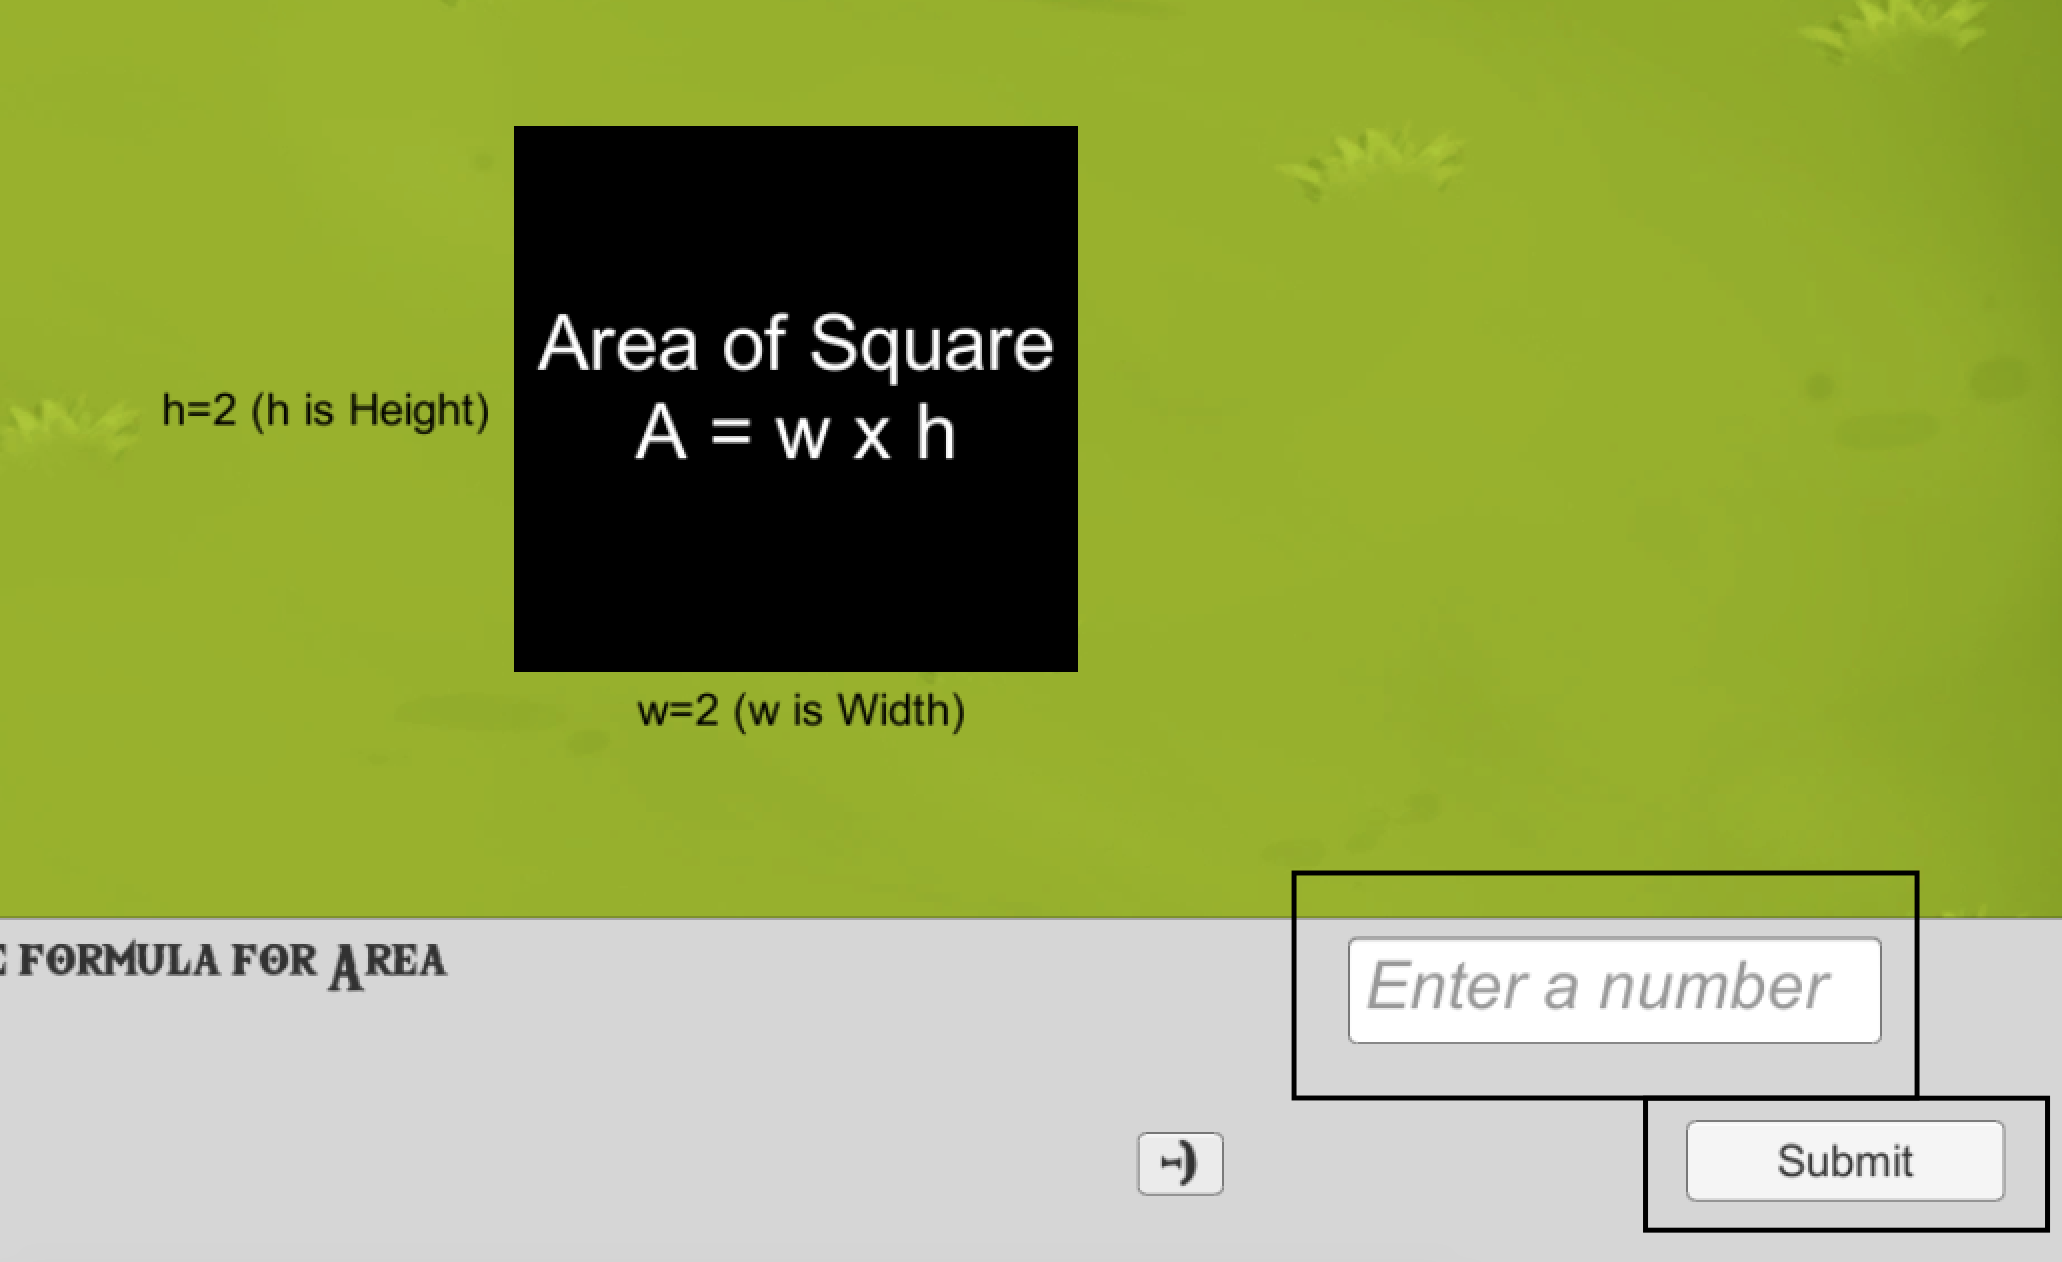 Area of Square
A = w x h
h=2 (h is Height)
w=2 (w is Width)
FORMULA FOR AREA
Enter a number
-)
Submit